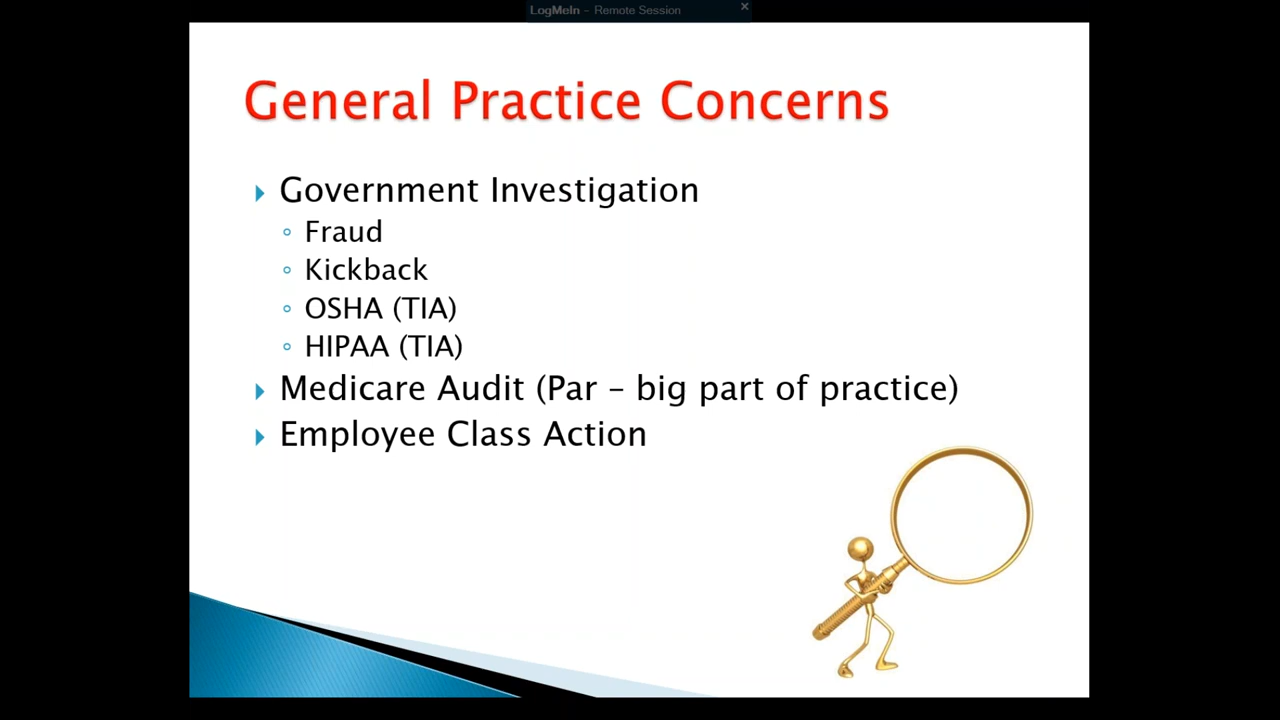 LogMeIn - Remote Session
General Practice Concerns
Government Investigation
Fraud
Kickback
OSHA (TIA)
HIPAA (TIA)
Medicare Audit (Par – big part of practice)
Employee Class Action